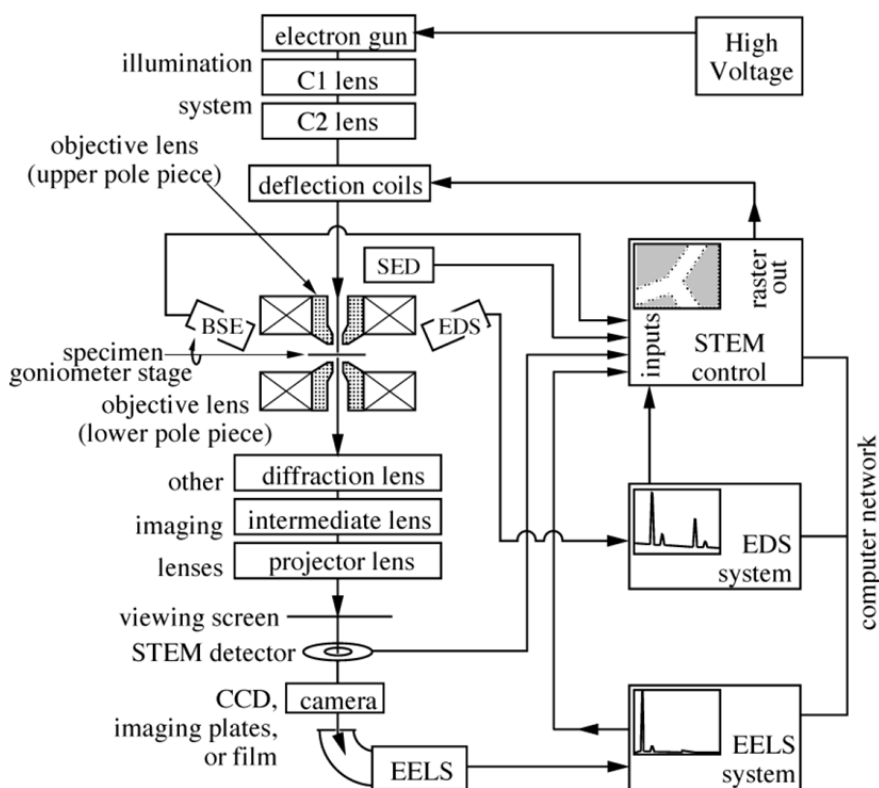 electron gun
High
Voltage
illumination
system
C1 lens
C2 lens
objective lens
(upper pole piece)
deflection coils
SED
BSE
EDS
raster
out
inputs
STEM
control
specimen
goniometer stage
objective lens
(lower pole piece)
other
imaging
lenses
diffraction lens
intermediate lens
projector lens
EDS
system
computer network
viewing screen
STEM detector
CCD,
imaging plates,
or film
camera
EELS
EELS
system